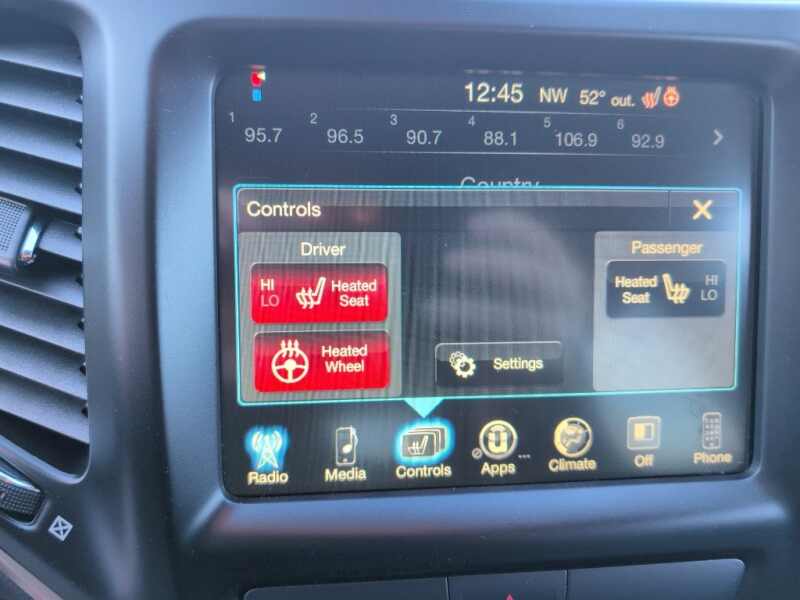 12:45 NW 52° out.
1 95.7 2 96.5 3 90.7 4 88.1 5 106.9 6 92.9
Country
Controls
Driver
HI
LO
Heated
Seat
Heated
Wheel
Settings
Passenger
Heated
Seat
HI
LO
Radio Media Controls Apps Climate Off Phone